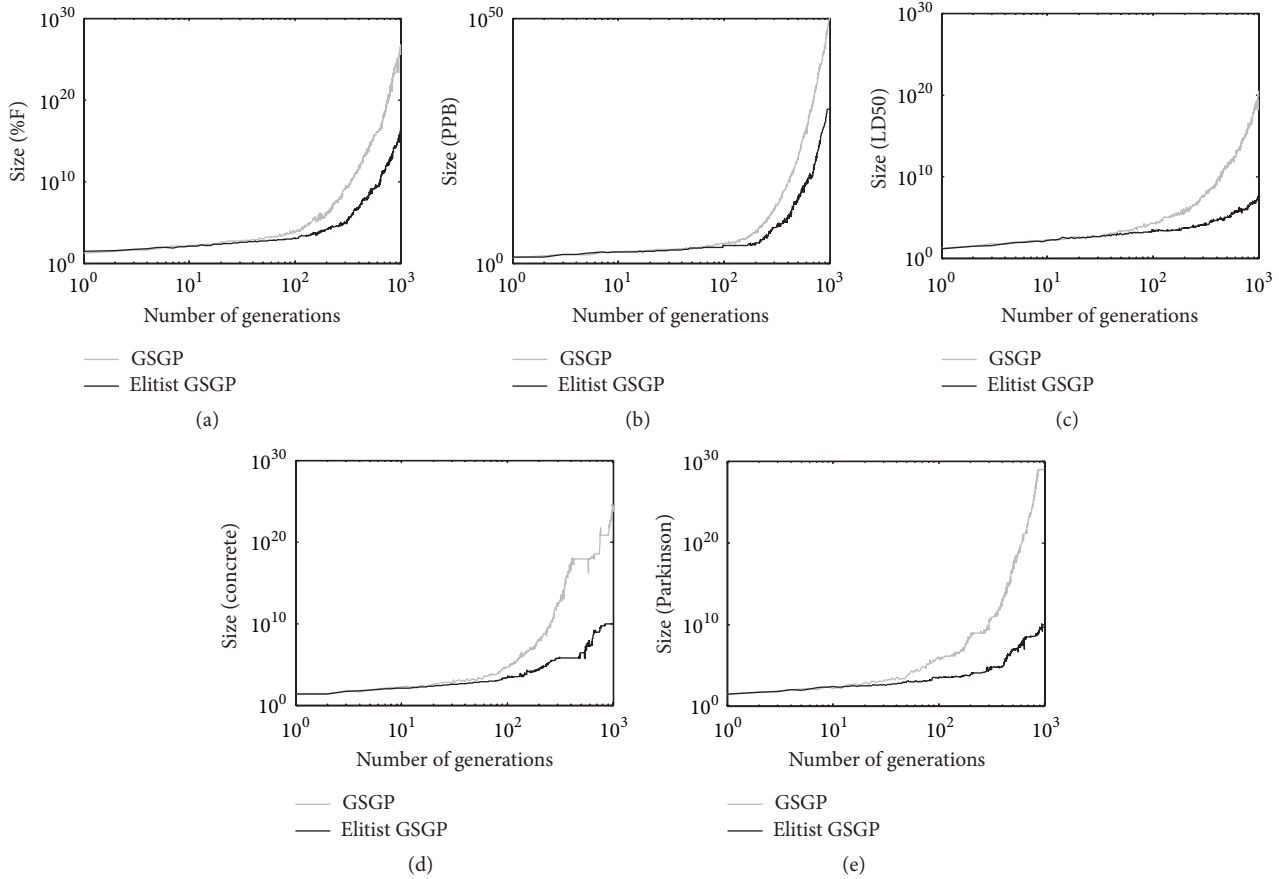 10^30
10^20
10^10
10^0
Size (%F)
10^0 10^1 10^2 10^3
Number of generations
GSGP
Elitist GSGP
(a)
10^50
10^0
Size (PPB)
10^0 10^1 10^2 10^3
Number of generations
GSGP
Elitist GSGP
(b)
10^30
10^20
10^10
10^0
Size (LD50)
10^0 10^1 10^2 10^3
Number of generations
GSGP
Elitist GSGP
(c)
10^30
10^20
10^10
10^0
Size (concrete)
10^0 10^1 10^2 10^3
Number of generations
GSGP
Elitist GSGP
(d)
10^30
10^20
10^10
10^0
Size (Parkinson)
10^0 10^1 10^2 10^3
Number of generations
GSGP
Elitist GSGP
(e)